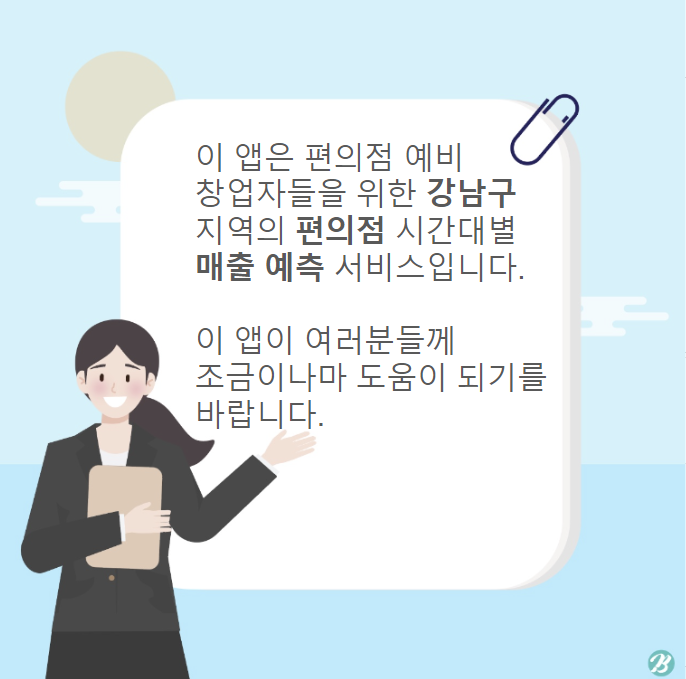 이 앱은 편의점 예비
창업자들을 위한 강남구
지역의 편의점 시간대별
매출 예측 서비스입니다.
이 앱이 여러분들께
조금이나마 도움이 되기를
바랍니다.
B